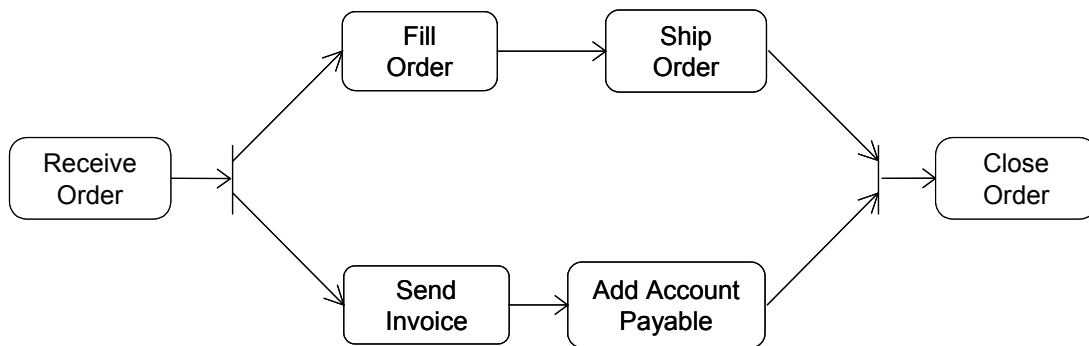 Fill
Order
Ship
Order
Receive
Order
Close
Order
Send
Invoice
Add Account
Payable